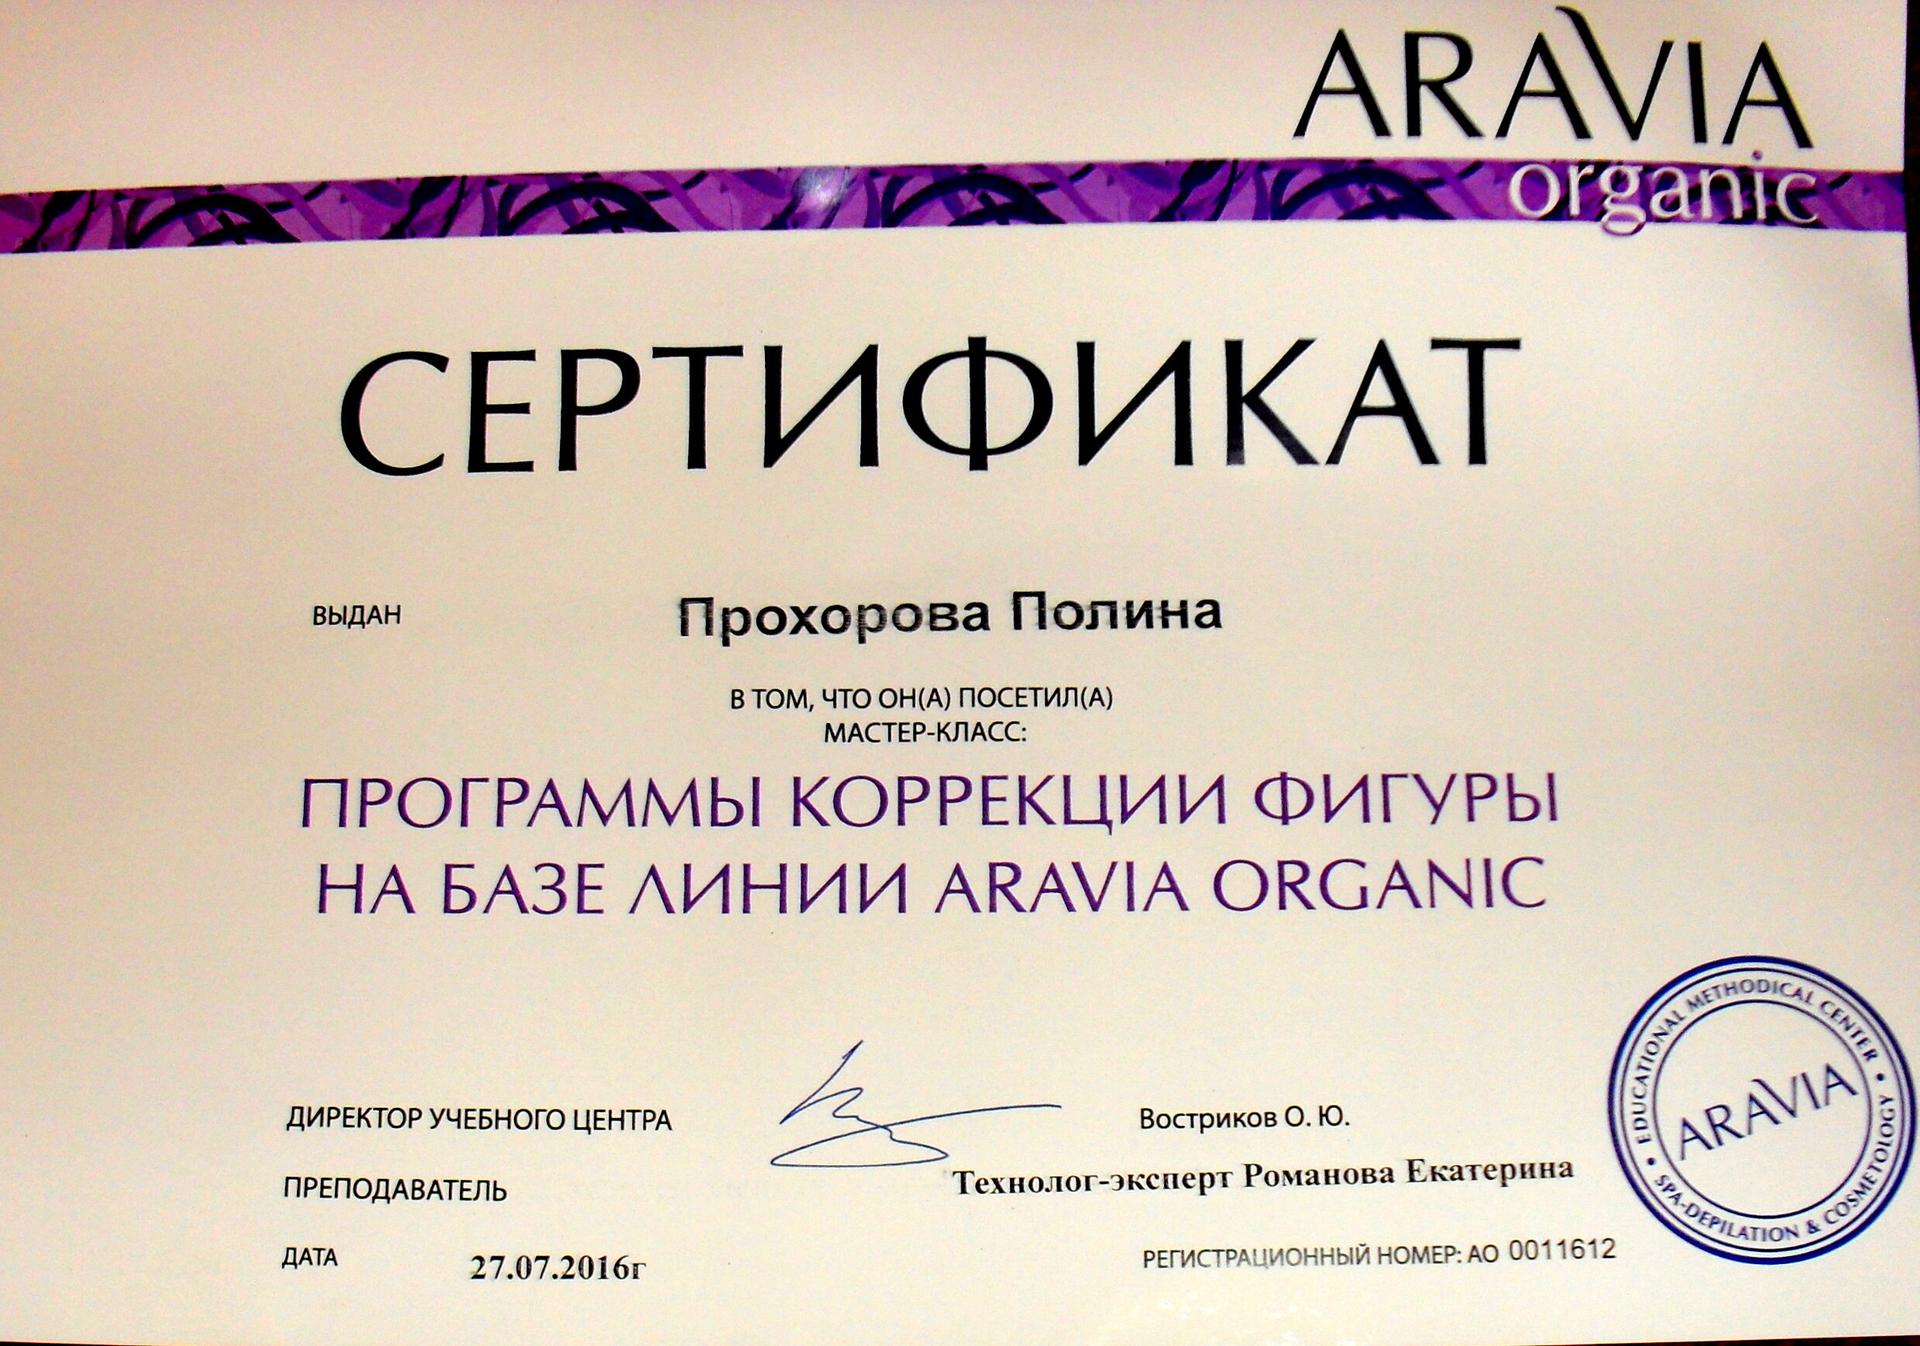 ARAVIA
organic
СЕРТИФИКАТ
ВЫДАН Прохорова Полина
В ТОМ, ЧТО ОН(А) ПОСЕТИЛ(А)
МАСТЕР-КЛАСС:
ПРОГРАММЫ КОРРЕКЦИИ ФИГУРЫ
НА БАЗЕ ЛИНИИ ARAVIA ORGANIC
ДИРЕКТОР УЧЕБНОГО ЦЕНТРА Востриков О. Ю.
ПРЕПОДАВАТЕЛЬ Технолог-эксперт Романова Екатерина
ДАТА 27.07.2016г РЕГИСТРАЦИОННЫЙ НОМЕР: АО 0011612
EDUCATIONAL METHODICAL CENTER
ARAVIA
SPA-DEPILATION & COSMETOLOGY